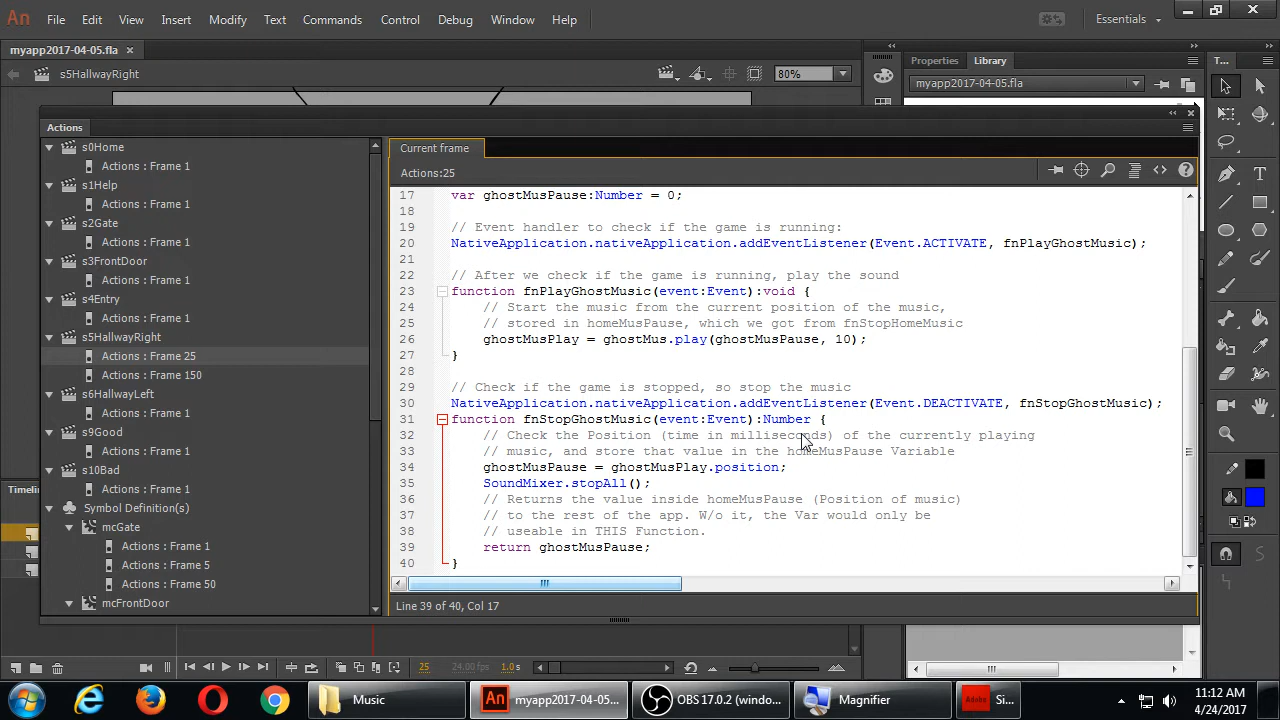 An File Edit View Insert Modify Text Commands Control Debug Window Help Essentials
myapp2017-04-05.fla ×
s5HallwayRight 80%
Properties Library T...
myapp2017-04-05.fla
Actions
s0Home
Actions : Frame 1
s1Help
Actions : Frame 1
s2Gate
Actions : Frame 1
s3FrontDoor
Actions : Frame 1
s4Entry
Actions : Frame 1
s5HallwayRight
Actions : Frame 25
Actions : Frame 150
s6HallwayLeft
Actions : Frame 1
s9Good
Actions : Frame 1
s10Bad
Actions : Frame 1
Symbol Definition(s)
mcGate
Actions : Frame 1
Actions : Frame 5
Actions : Frame 50
mcFrontDoor
Current frame
Actions:25
17 var ghostMusPause:Number = 0;
18
19 // Event handler to check if the game is running:
20 NativeApplication.nativeApplication.addEventListener(Event.ACTIVATE, fnPlayGhostMusic);
21
22 // After we check if the game is running, play the sound
23 function fnPlayGhostMusic(event:Event):void {
24 // Start the music from the current position of the music,
25 // stored in homeMusPause, which we got from fnStopHomeMusic
26 ghostMusPlay = ghostMus.play(ghostMusPause, 10);
27 }
28
29 // Check if the game is stopped, so stop the music
30 NativeApplication.nativeApplication.addEventListener(Event.DEACTIVATE, fnStopGhostMusic);
31 function fnStopGhostMusic(event:Event):Number {
32 // Check the Position (time in milliseconds) of the currently playing
33 // music, and store that value in the homeMusPause Variable
34 ghostMusPause = ghostMusPlay.position;
35 SoundMixer.stopAll();
36 // Returns the value inside homeMusPause (Position of music)
37 // to the rest of the app. W/o it, the Var would only be
38 // useable in THIS Function.
39 return ghostMusPause;
40 }
Line 39 of 40, Col 17
Timelin
25 24.00 fps 1.0 s
Music
An myapp2017-04-05...
OBS 17.0.2 (window...
Magnifier
Adobe Si...
11:12 AM
4/24/2017